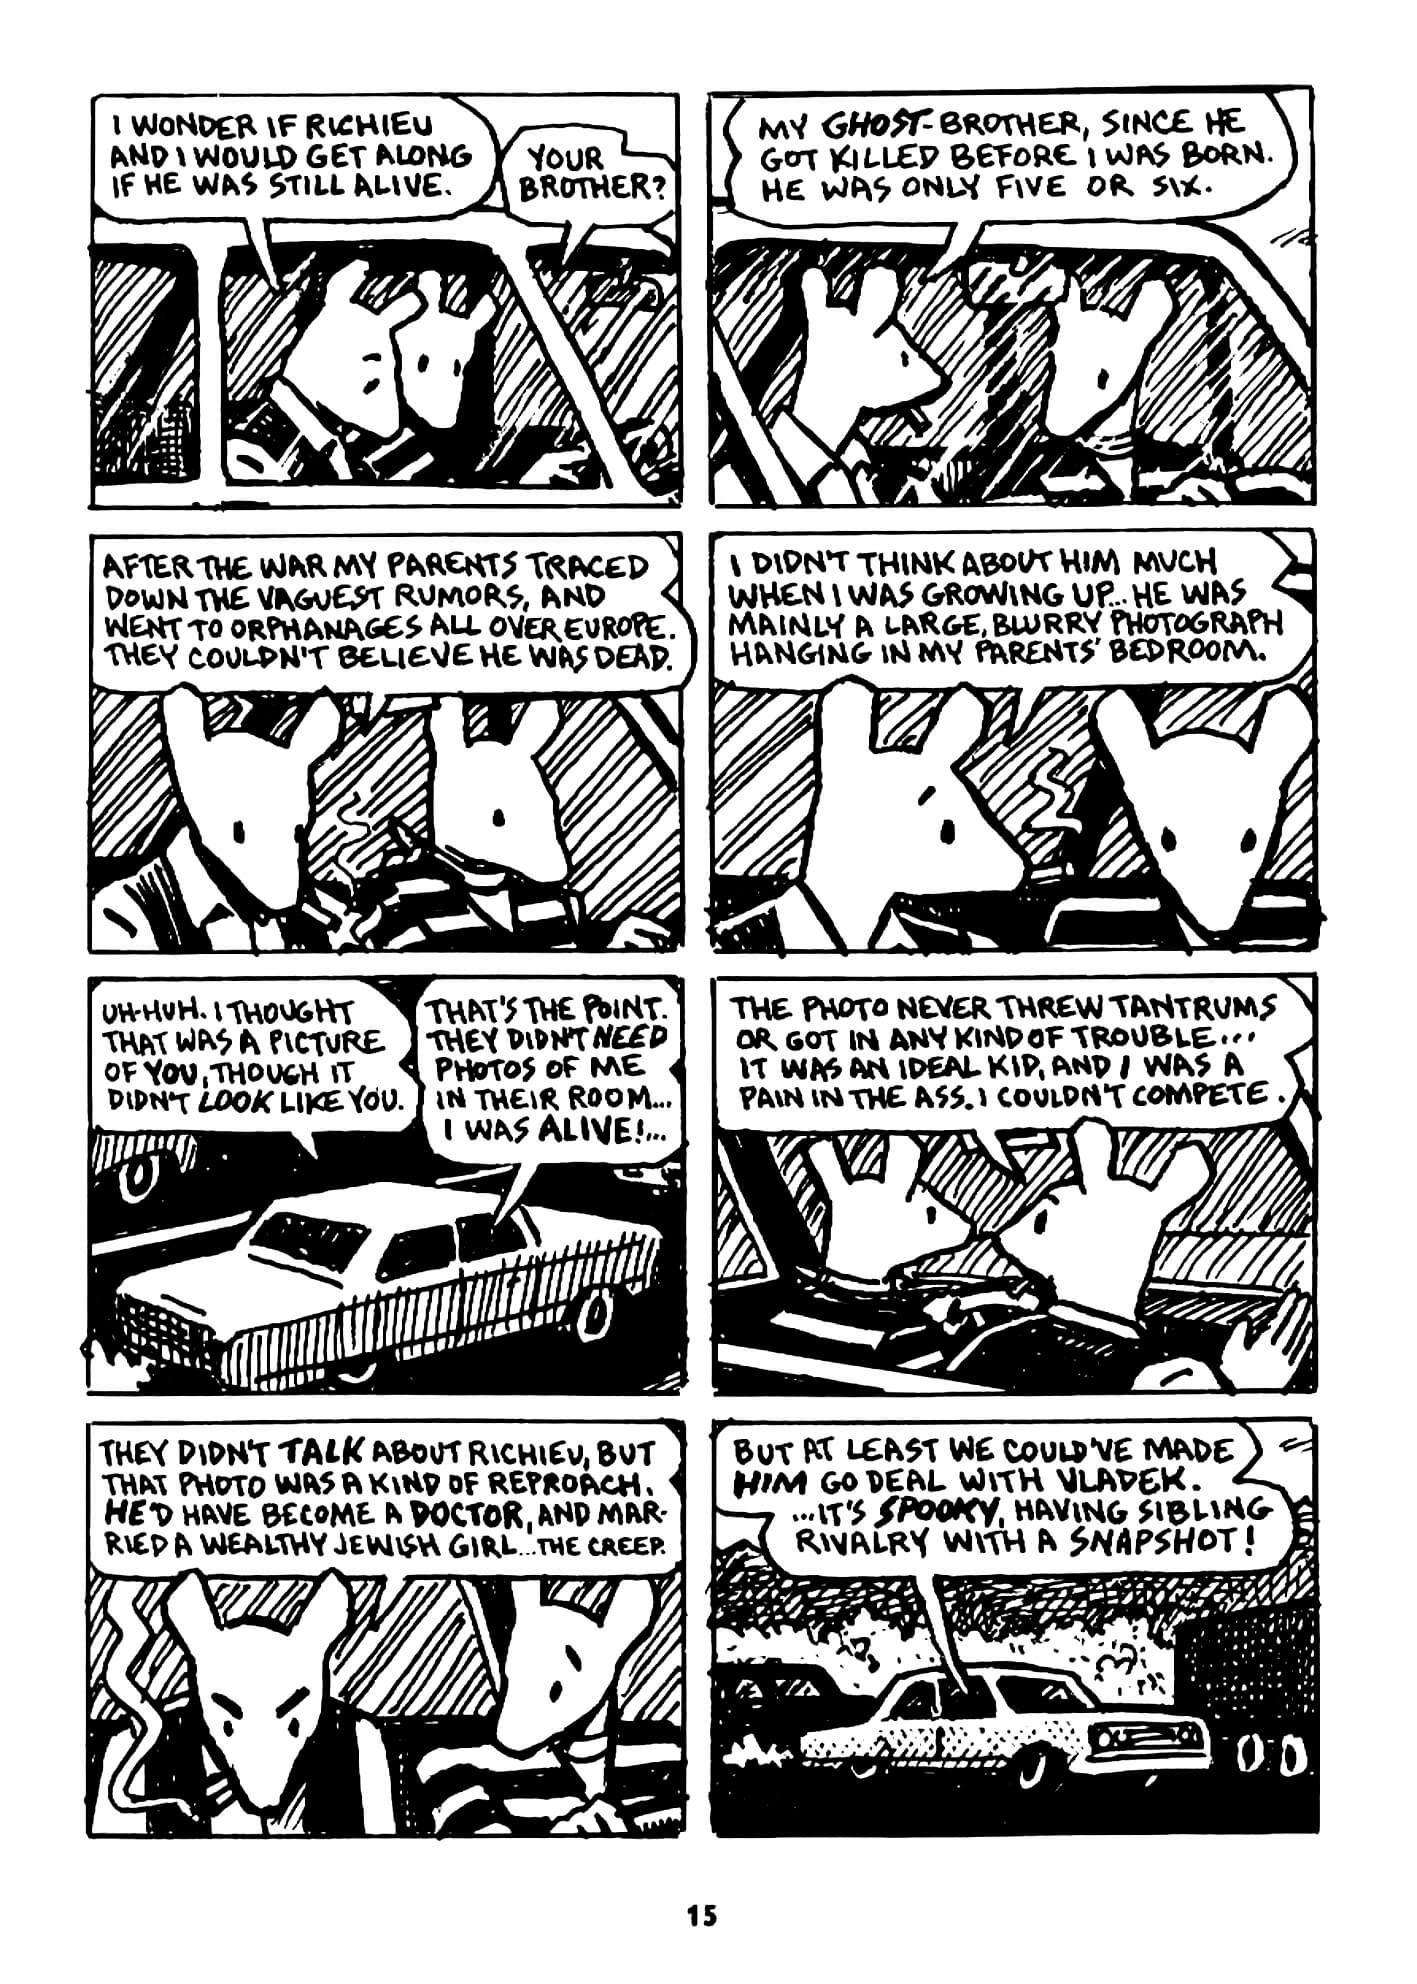 I WONDER IF RICHIEU
AND I WOULD GET ALONG
IF HE WAS STILL ALIVE.
YOUR
BROTHER?
MY GHOST-BROTHER, SINCE HE
GOT KILLED BEFORE I WAS BORN.
HE WAS ONLY FIVE OR SIX.
AFTER THE WAR MY PARENTS TRACED
DOWN THE VAGUEST RUMORS, AND
WENT TO ORPHANAGES ALL OVER EUROPE.
THEY COULDN'T BELIEVE HE WAS DEAD.
I DIDN'T THINK ABOUT HIM MUCH
WHEN I WAS GROWING UP... HE WAS
MAINLY A LARGE, BLURRY PHOTOGRAPH
HANGING IN MY PARENTS' BEDROOM.
UH-HUH. I THOUGHT
THAT WAS A PICTURE
OF YOU, THOUGH IT
DIDN'T LOOK LIKE YOU.
THAT'S THE POINT.
THEY DIDN'T NEED
PHOTOS OF ME
IN THEIR ROOM...
I WAS ALIVE!...
THE PHOTO NEVER THREW TANTRUMS
OR GOT IN ANY KIND OF TROUBLE...
IT WAS AN IDEAL KID, AND I WAS A
PAIN IN THE ASS. I COULDN'T COMPETE.
THEY DIDN'T TALK ABOUT RICHIEU, BUT
THAT PHOTO WAS A KIND OF REPROACH.
HE'D HAVE BECOME A DOCTOR, AND MAR-
RIED A WEALTHY JEWISH GIRL...THE CREEP.
BUT AT LEAST WE COULD'VE MADE
HIM GO DEAL WITH VLADEK.
...IT'S SPOOKY, HAVING SIBLING
RIVALRY WITH A SNAPSHOT!
15